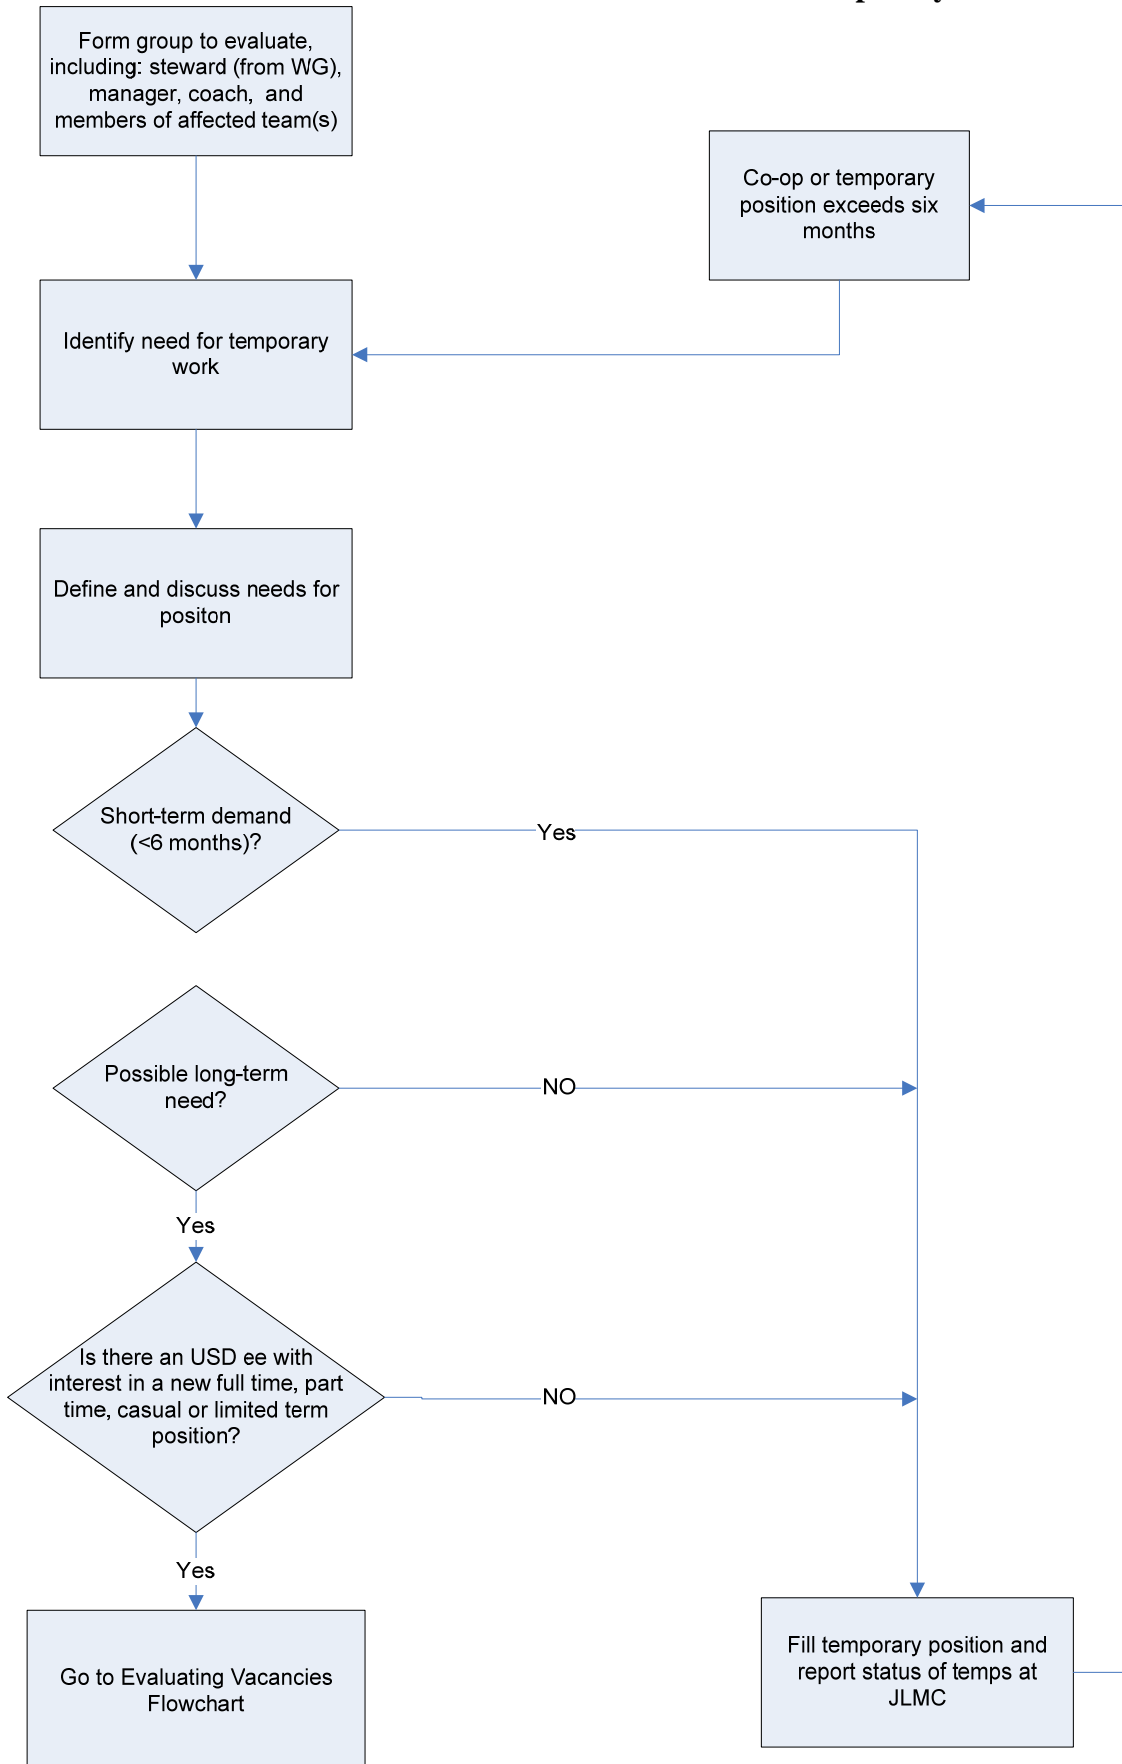 Form group to evaluate,
including: steward (from WG),
manager, coach, and
members of affected team(s)
Co-op or temporary
position exceeds six
months
Identify need for temporary
work
Define and discuss needs for
positon
Short-term demand
(<6 months)?
Yes
Possible long-term
need?
NO
Yes
Is there an USD ee with
interest in a new full time, part
time, casual or limited term
position?
NO
Yes
Go to Evaluating Vacancies
Flowchart
Fill temporary position and
report status of temps at
JLMC